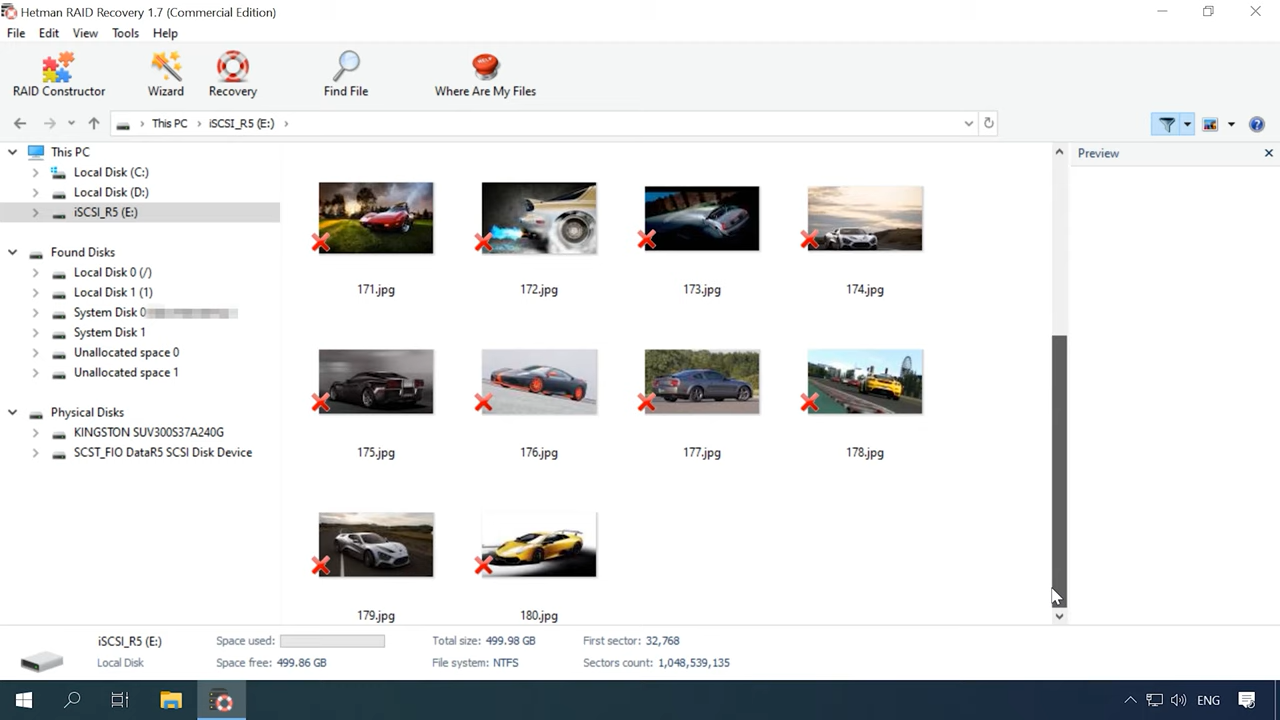 Hetman RAID Recovery 1.7 (Commercial Edition)
File Edit View Tools Help
RAID Constructor Wizard Recovery Find File Where Are My Files
This PC > iSCSI_R5 (E:) >
This PC
Local Disk (C:)
Local Disk (D:)
iSCSI_R5 (E:)
Found Disks
Local Disk 0 (/)
Local Disk 1 (1)
System Disk 0
System Disk 1
Unallocated space 0
Unallocated space 1
Physical Disks
KINGSTON SUV300S37A240G
SCST_FIO DataR5 SCSI Disk Device
171.jpg 172.jpg 173.jpg 174.jpg
175.jpg 176.jpg 177.jpg 178.jpg
179.jpg 180.jpg
Preview
iSCSI_R5 (E:) Space used: Total size: 499.98 GB First sector: 32,768
Local Disk Space free: 499.86 GB File system: NTFS Sectors count: 1,048,539,135
ENG